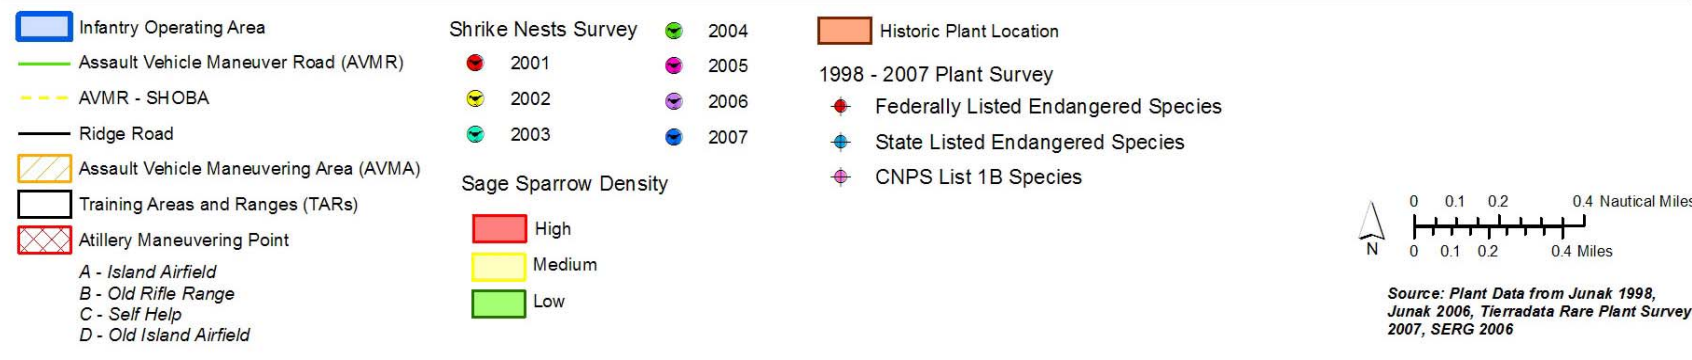 Infantry Operating Area
Assault Vehicle Maneuver Road (AVMR)
AVMR - SHOBA
Ridge Road
Assault Vehicle Maneuvering Area (AVMA)
Training Areas and Ranges (TARs)
Atillery Maneuvering Point
A - Island Airfield
B - Old Rifle Range
C - Self Help
D - Old Island Airfield
Shrike Nests Survey
2001
2002
2003
2004
2005
2006
2007
Sage Sparrow Density
High
Medium
Low
Historic Plant Location
1998 - 2007 Plant Survey
Federally Listed Endangered Species
State Listed Endangered Species
CNPS List 1B Species
N
0 0.1 0.2 0.4 Nautical Miles
0 0.1 0.2 0.4 Miles
Source: Plant Data from Junak 1998,
Junak 2006, Tierradata Rare Plant Survey
2007, SERG 2006